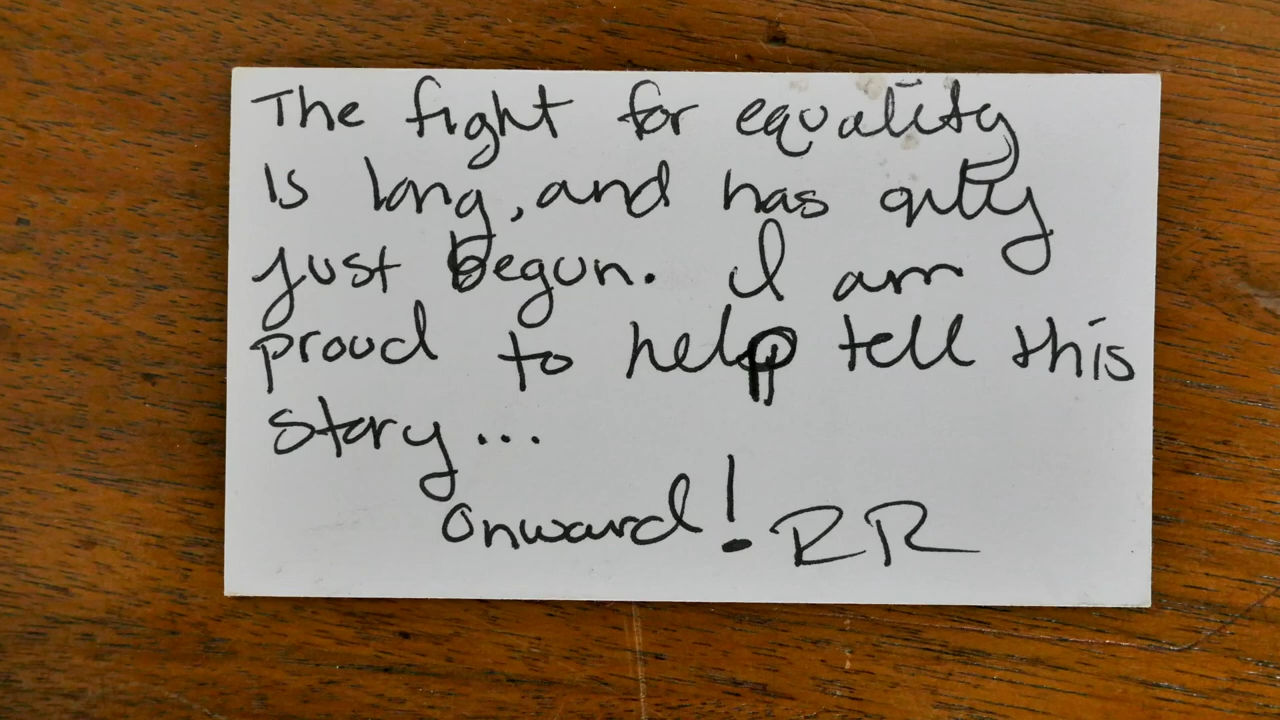 The fight for equality
is long, and has only
just begun. I am
proud to help tell this
story...
onward! RR